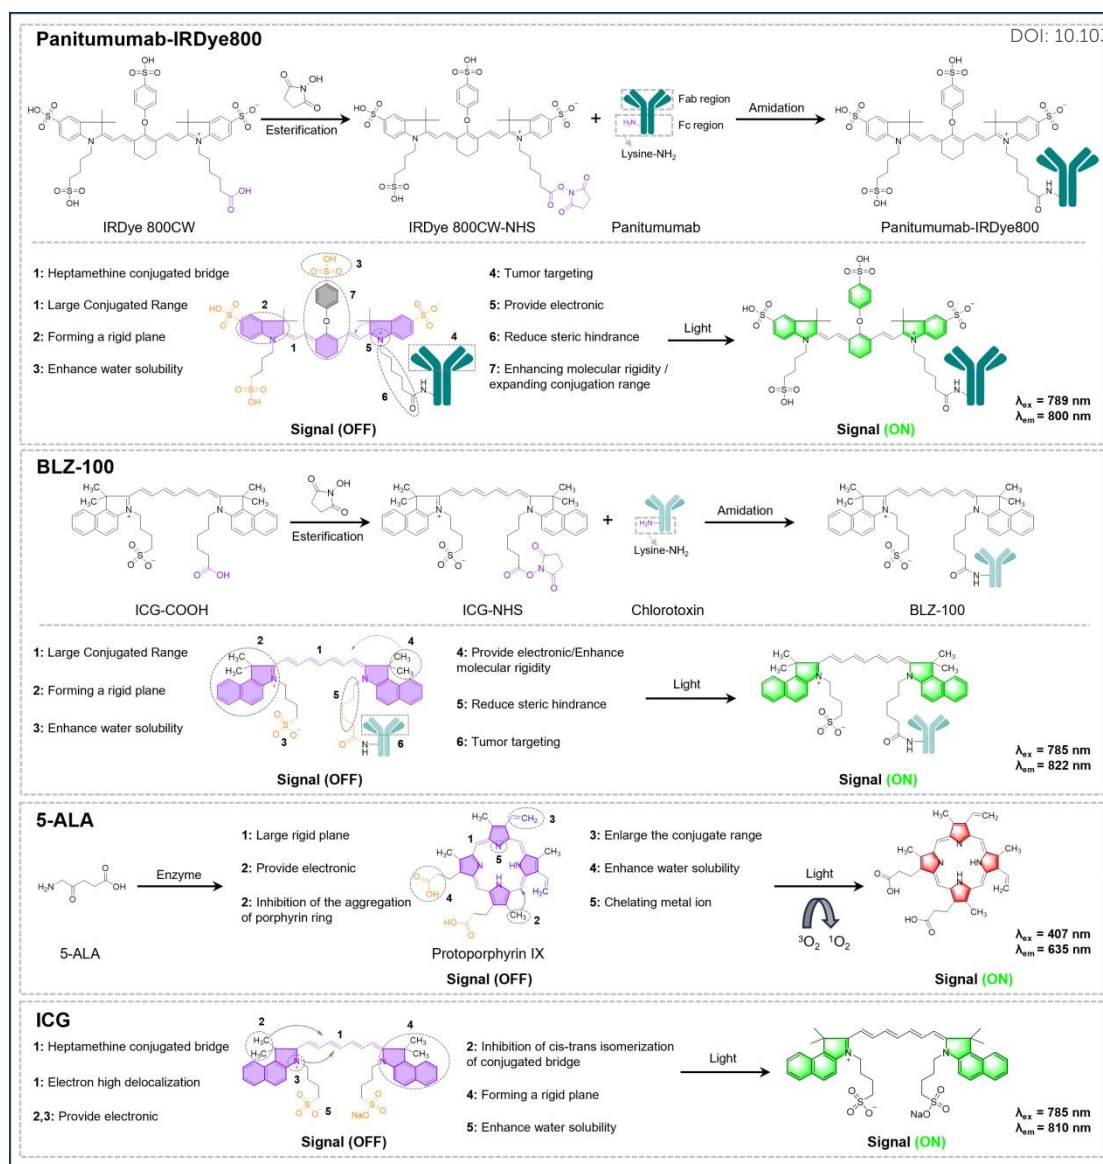 Panitumumab-IRDye800
DOI: 10.103
Esterification
Fab region
Fc region
Lysine-NH2
Amidation
IRDye 800CW
IRDye 800CW-NHS
Panitumumab
Panitumumab-IRDye800
1: Heptamethine conjugated bridge
1: Large Conjugated Range
2: Forming a rigid plane
3: Enhance water solubility
4: Tumor targeting
5: Provide electronic
6: Reduce steric hindrance
7: Enhancing molecular rigidity /
expanding conjugation range
Light
λex = 789 nm
λem = 800 nm
Signal (OFF)
Signal (ON)
BLZ-100
Esterification
Lysine-NH2
Amidation
ICG-COOH
ICG-NHS
Chlorotoxin
BLZ-100
1: Large Conjugated Range
2: Forming a rigid plane
3: Enhance water solubility
4: Provide electronic/Enhance
molecular rigidity
5: Reduce steric hindrance
6: Tumor targeting
Light
λex = 785 nm
λem = 822 nm
Signal (OFF)
Signal (ON)
5-ALA
Enzyme
5-ALA
1: Large rigid plane
2: Provide electronic
2: Inhibition of the aggregation
of porphyrin ring
Protoporphyrin IX
3: Enlarge the conjugate range
4: Enhance water solubility
5: Chelating metal ion
Light
3O2 1O2
λex = 407 nm
λem = 635 nm
Signal (OFF)
Signal (ON)
ICG
1: Heptamethine conjugated bridge
1: Electron high delocalization
2,3: Provide electronic
2: Inhibition of cis-trans isomerization
of conjugated bridge
4: Forming a rigid plane
5: Enhance water solubility
Light
λex = 785 nm
λem = 810 nm
Signal (OFF)
Signal (ON)